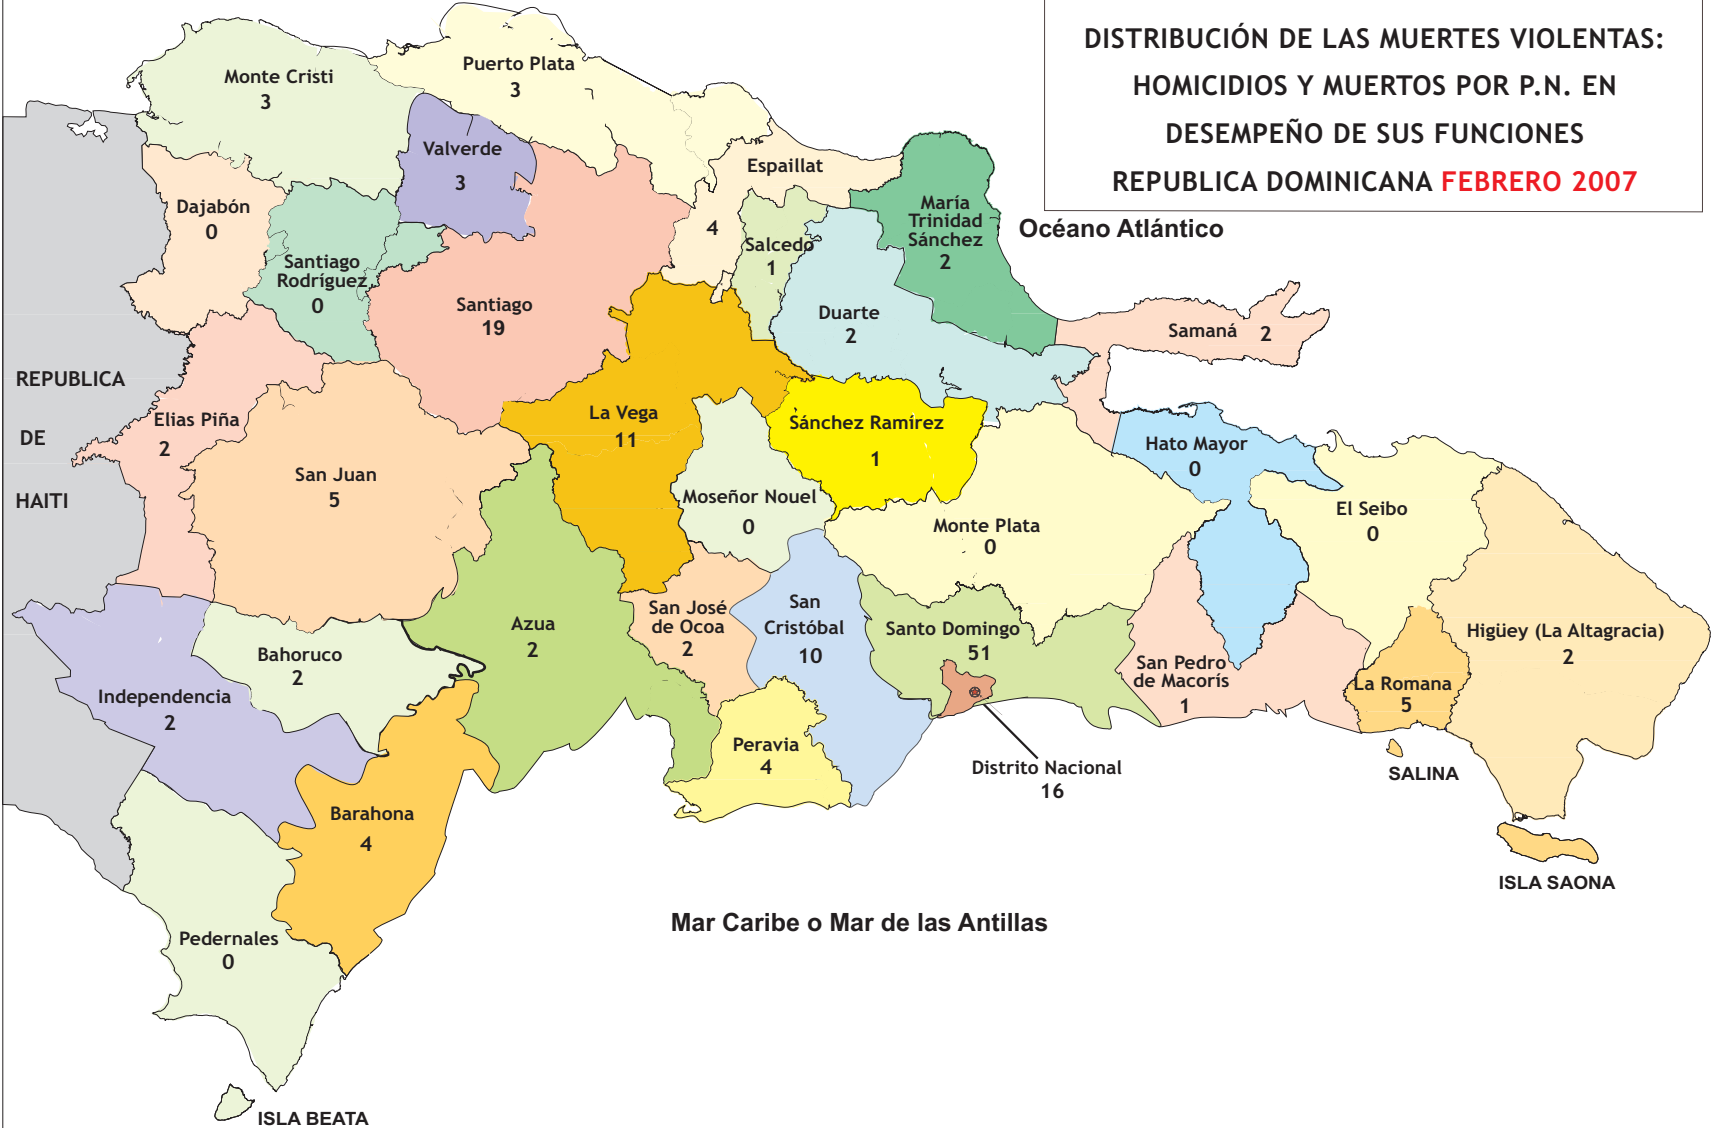 DISTRIBUCIÓN DE LAS MUERTES VIOLENTAS:
HOMICIDIOS Y MUERTOS POR P.N. EN
DESEMPEÑO DE SUS FUNCIONES
REPUBLICA DOMINICANA FEBRERO 2007
Monte Cristi
3
Puerto Plata
3
Valverde
3
Espaillat
4
Dajabón
0
Santiago
Rodríguez
0
Santiago
19
Salcedo
1
María
Trinidad
Sánchez
2
Océano Atlántico
Duarte
2
Samaná 2
REPUBLICA
DE
HAITI
Elias Piña
2
San Juan
5
La Vega
11
Sánchez Ramírez
1
Moseñor Nouel
0
Hato Mayor
0
Monte Plata
0
El Seibo
0
Azua
2
San José
de Ocoa
2
San
Cristóbal
10
Santo Domingo
51
San Pedro
de Macorís
1
Higüey (La Altagracia)
2
La Romana
5
Bahoruco
2
Independencia
2
Peravia
4
Distrito Nacional
16
SALINA
Barahona
4
ISLA SAONA
Mar Caribe o Mar de las Antillas
Pedernales
0
ISLA BEATA